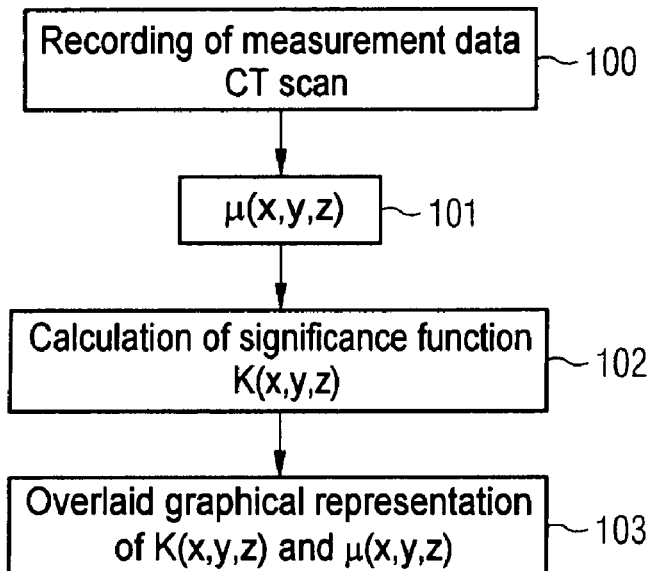 Recording of measurement data
CT scan
100
μ(x,y,z)
101
Calculation of significance function
K(x,y,z)
102
Overlaid graphical representation
of K(x,y,z) and μ(x,y,z)
103